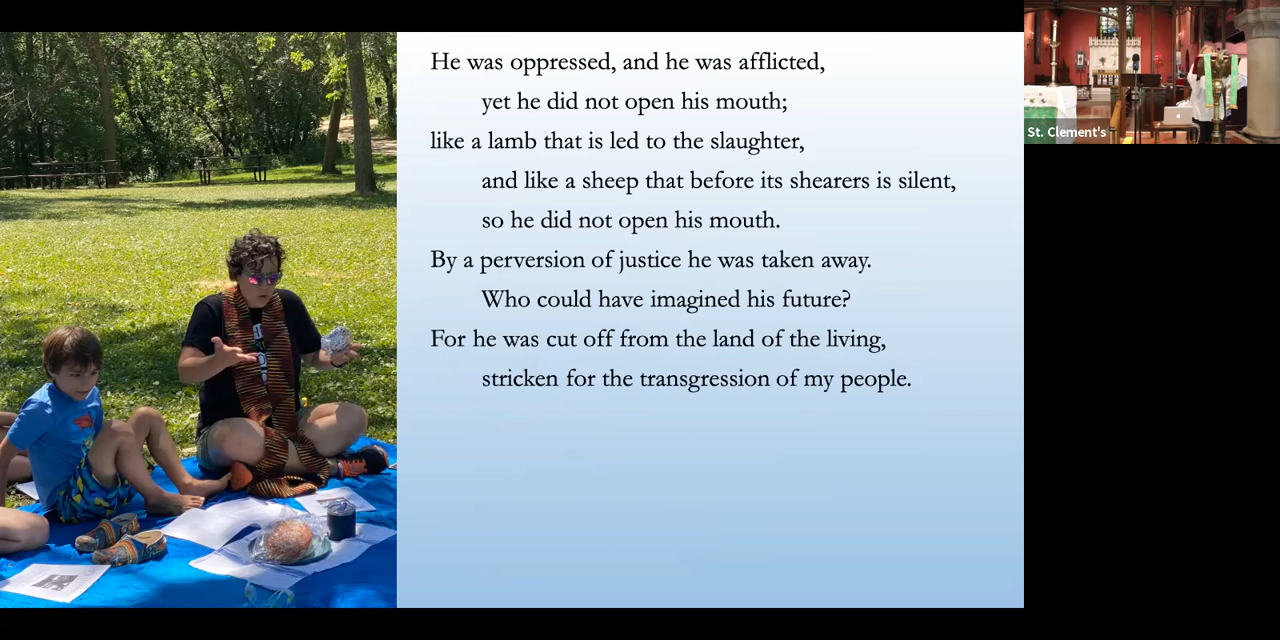 He was oppressed, and he was afflicted,
yet he did not open his mouth;
like a lamb that is led to the slaughter,
and like a sheep that before its shearers is silent,
so he did not open his mouth.
By a perversion of justice he was taken away.
Who could have imagined his future?
For he was cut off from the land of the living,
stricken for the transgression of my people.
St. Clement's